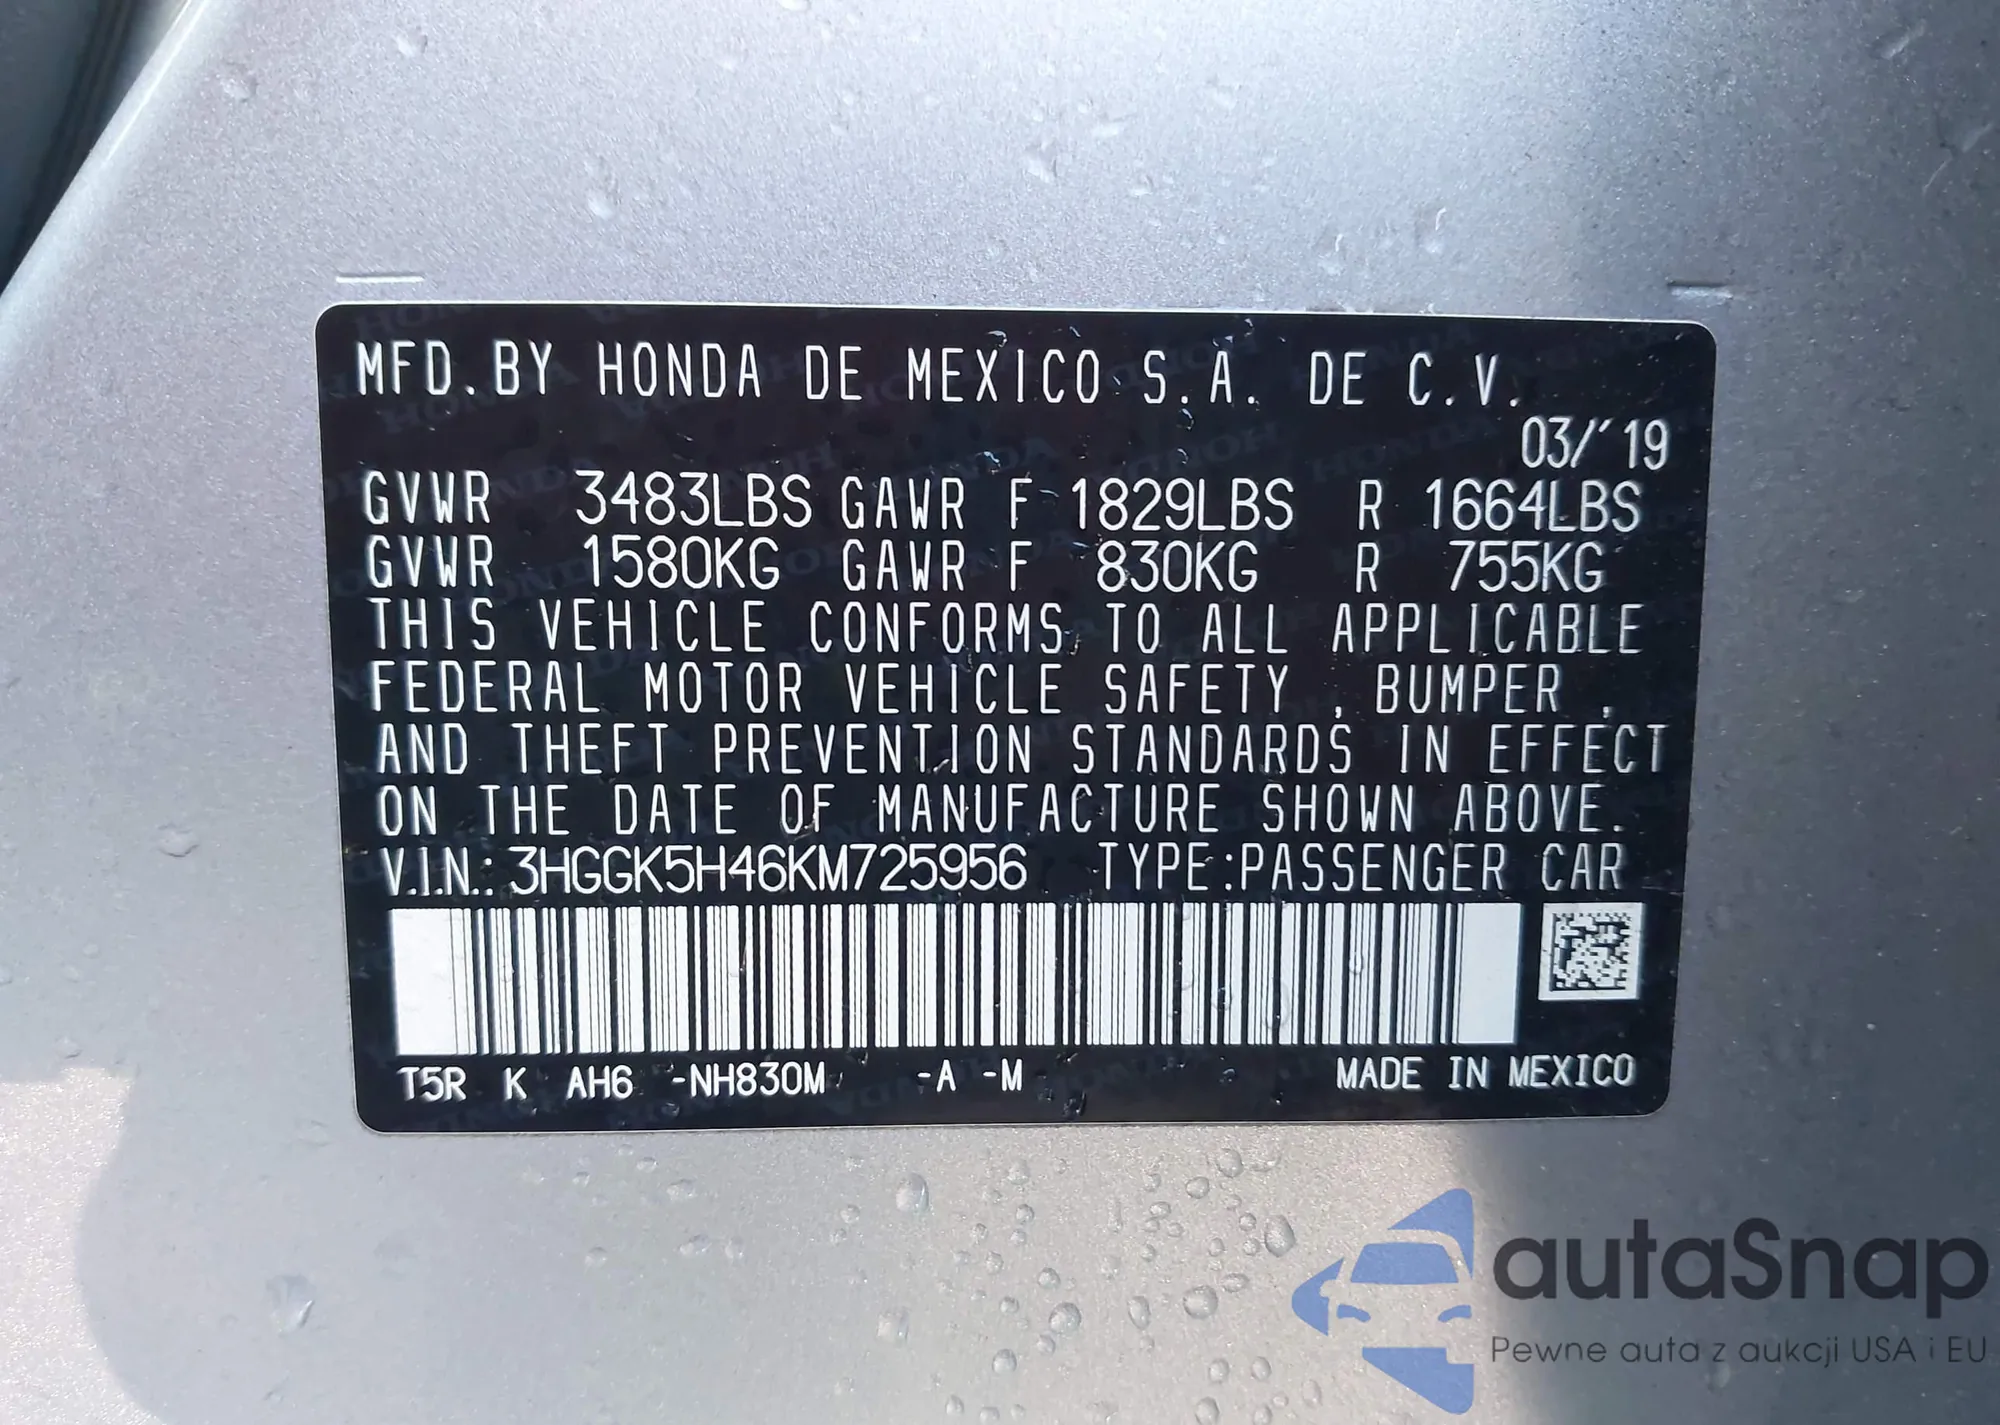 MFD. BY HONDA DE MEXICO S.A. DE C.V.
03/´19
GVWR 3483LBS GAWR F 1829LBS R 1664LBS
GVWR 1580KG GAWR F 830KG R 755KG
THIS VEHICLE CONFORMS TO ALL APPLICABLE
FEDERAL MOTOR VEHICLE SAFETY , BUMPER ,
AND THEFT PREVENTION STANDARDS IN EFFECT
ON THE DATE OF MANUFACTURE SHOWN ABOVE.
V.I.N.: 3HGGK5H46KM725956 TYPE:PASSENGER CAR
T5R K AH6 -NH830M -A -M MADE IN MEXICO
autaSnap
Pewne auta z aukcji USA i EU